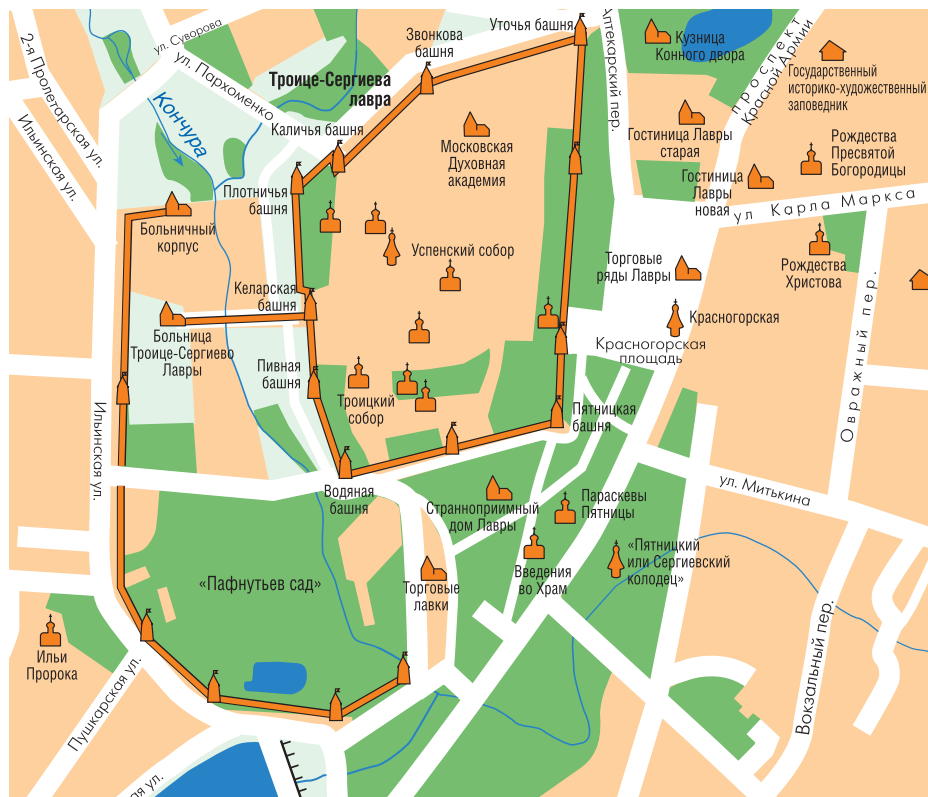 Уточья башня
Звонкова
башня
Аптекарский пер.
Кузница
Конного двора
проспект
Красной Армии
Государственный
историко-художественный
заповедник
2-я Пролетарская ул.
ул. Суворова
ул. Пархоменко
Троице-Сергиева
лавра
Ильинская ул.
Кончура
Каличья башня
Московская
Духовная
академия
Гостиница Лавры
старая
Рождества
Пресвятой
Богородицы
Гостиница
Лавры
новая
Плотничья
башня
ул Карла Маркса
Больничный
корпус
Успенский собор
Торговые
ряды Лавры
Рождества
Христова
Келарская
башня
Красногорская
Больница
Троице-Сергиево
Лавры
Красногорская
площадь
Пивная
башня
Овражный пер.
Троицкий
собор
Пятницкая
башня
Ильинская ул.
Водяная
башня
ул. Митькина
Странноприимный
дом Лавры
Параскевы
Пятницы
«Пафнутьев сад»
Торговые
лавки
Введения
во Храм
«Пятницкий
или Сергиевский
колодец»
Ильи
Пророка
Пушкарская ул.
Вокзальный пер.
ая ул.